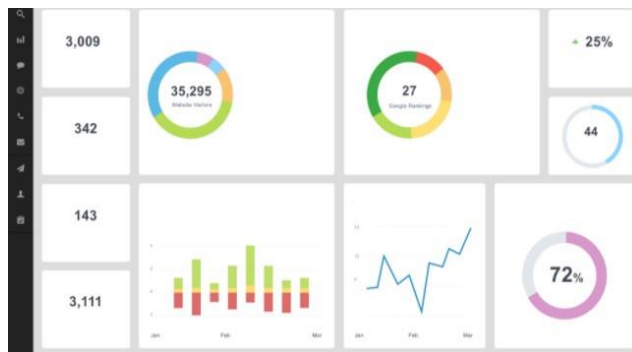 3,009
35,295
Website Visitors
27
Google Rankings
25%
342
44
143
72%
3,111
Jan
Feb
Mar
Jan
Feb
Mar